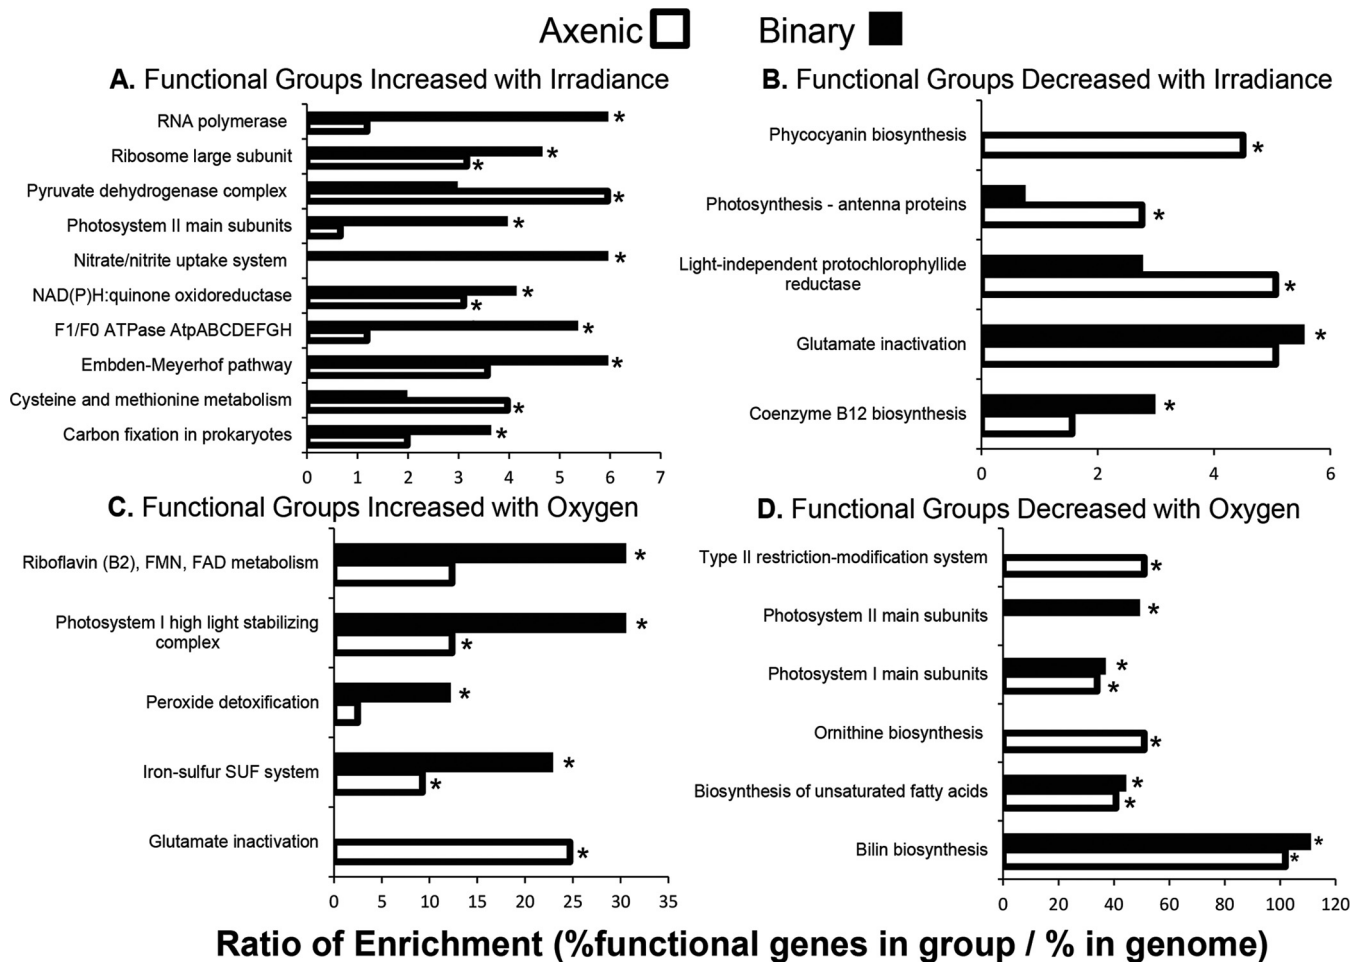 Axenic Binary
A. Functional Groups Increased with Irradiance
RNA polymerase *
Ribosome large subunit * *
Pyruvate dehydrogenase complex *
Photosystem II main subunits *
Nitrate/nitrite uptake system *
NAD(P)H:quinone oxidoreductase * *
F1/F0 ATPase AtpABCDEFGH *
Embden-Meyerhof pathway *
Cysteine and methionine metabolism *
Carbon fixation in prokaryotes *
0 1 2 3 4 5 6 7
B. Functional Groups Decreased with Irradiance
Phycocyanin biosynthesis *
Photosynthesis - antenna proteins *
Light-independent protochlorophyllide
reductase *
Glutamate inactivation *
Coenzyme B12 biosynthesis *
0 2 4 6
C. Functional Groups Increased with Oxygen
Riboflavin (B2), FMN, FAD metabolism *
Photosystem I high light stabilizing *
complex *
Peroxide detoxification *
Iron-sulfur SUF system * *
Glutamate inactivation *
0 5 10 15 20 25 30 35
D. Functional Groups Decreased with Oxygen
Type II restriction-modification system *
Photosystem II main subunits *
Photosystem I main subunits * *
Ornithine biosynthesis *
Biosynthesis of unsaturated fatty acids * *
Bilin biosynthesis * *
0 20 40 60 80 100 120
Ratio of Enrichment (%functional genes in group / % in genome)